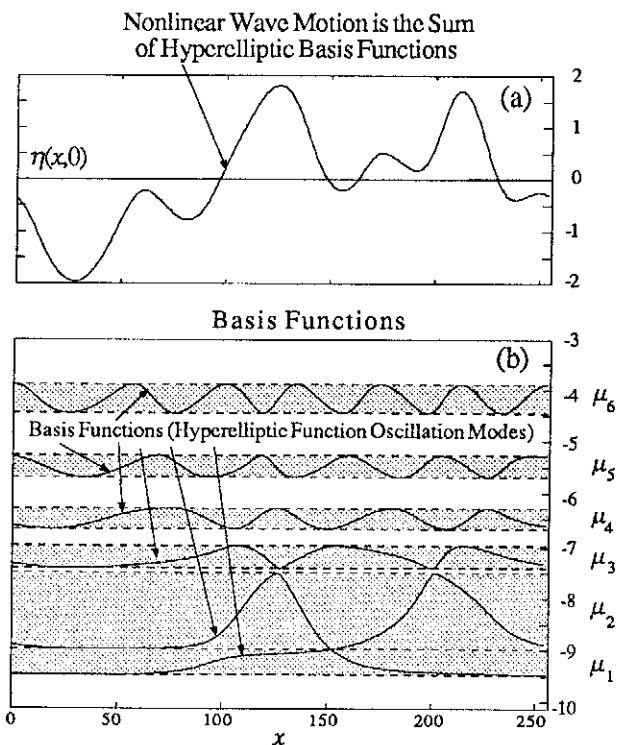 Nonlinear Wave Motion is the Sum
of Hyperelliptic Basis Functions
(a)
η(x,0)
2
1
0
-1
-2
Basis Functions
(b)
Basis Functions (Hyperelliptic Function Oscillation Modes)
-3
-4
-5
-6
-7
-8
-9
-10
μ6
μ5
μ4
μ3
μ2
μ1
0 50 100 150 200 250
x